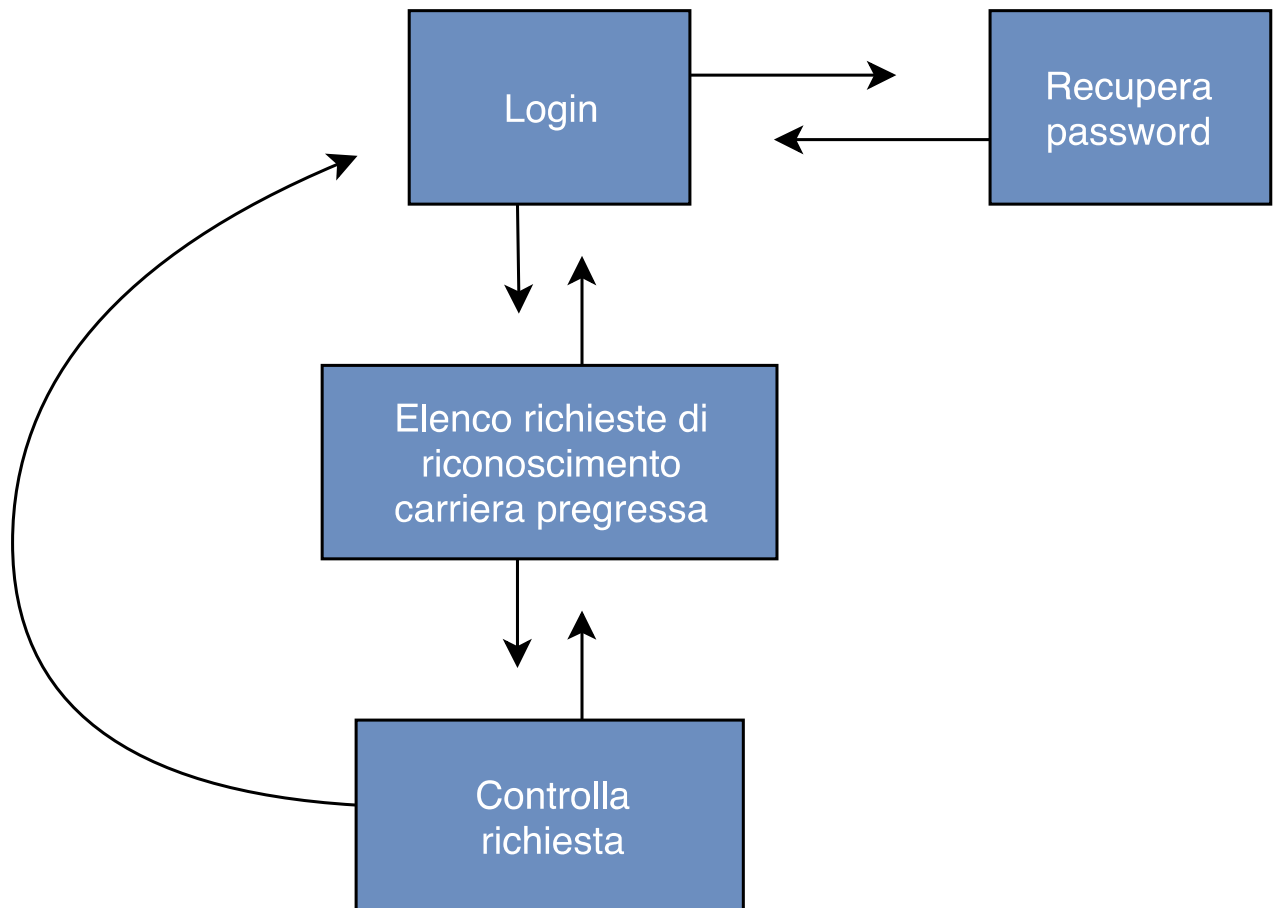 Login
Recupera
password
Elenco richieste di
riconoscimento
carriera pregressa
Controlla
richiesta